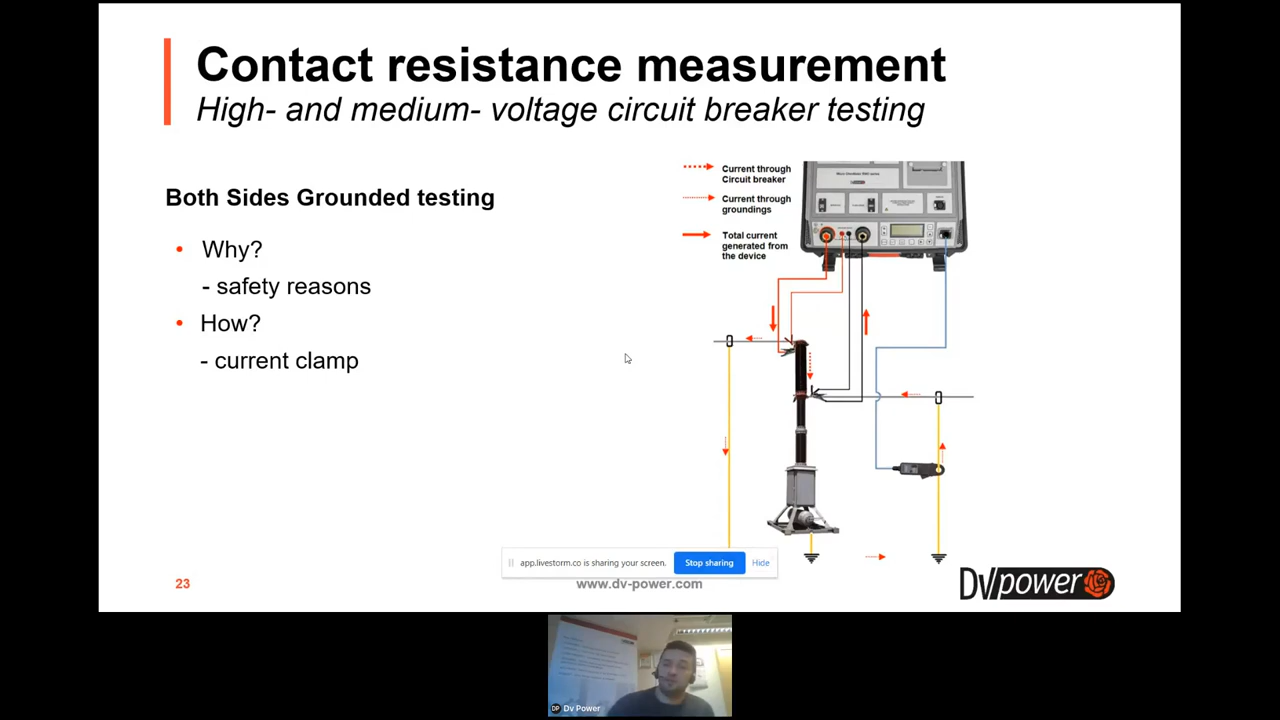 Contact resistance measurement
High- and medium- voltage circuit breaker testing
Both Sides Grounded testing
• Why?
- safety reasons
• How?
- current clamp
Current through
Circuit breaker
Current through
groundings
Total current
generated from
the device
app.livestorm.co is sharing your screen.
Stop sharing
Hide
23
www.dv-power.com
DV power
DP
Dv Power